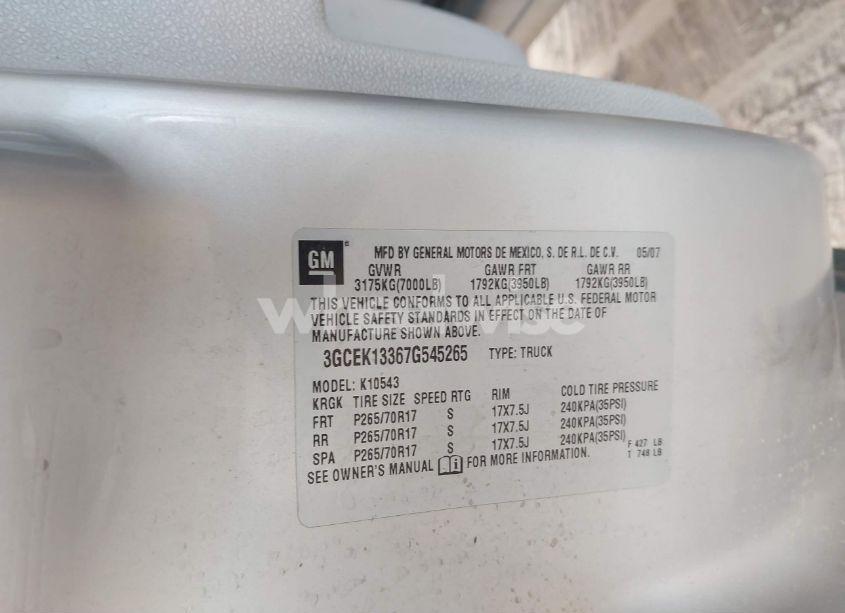 GM
MFD BY GENERAL MOTORS DE MEXICO, S. DE R.L. DE C.V. 05/07
GVWR GAWR FRT GAWR RR
3175KG(7000LB) 1792KG(3950LB) 1792KG(3950LB)
THIS VEHICLE CONFORMS TO ALL APPLICABLE U.S. FEDERAL MOTOR
VEHICLE SAFETY STANDARDS IN EFFECT ON THE DATE OF
MANUFACTURE SHOWN ABOVE.
3GCEK13367G545265 TYPE: TRUCK
MODEL: K10543
KRGK TIRE SIZE SPEED RTG RIM COLD TIRE PRESSURE
FRT P265/70R17 S 17X7.5J 240KPA(35PSI)
RR P265/70R17 S 17X7.5J 240KPA(35PSI)
SPA P265/70R17 S 17X7.5J 240KPA(35PSI)
F 427 LB
T 748 LB
SEE OWNER'S MANUAL FOR MORE INFORMATION.